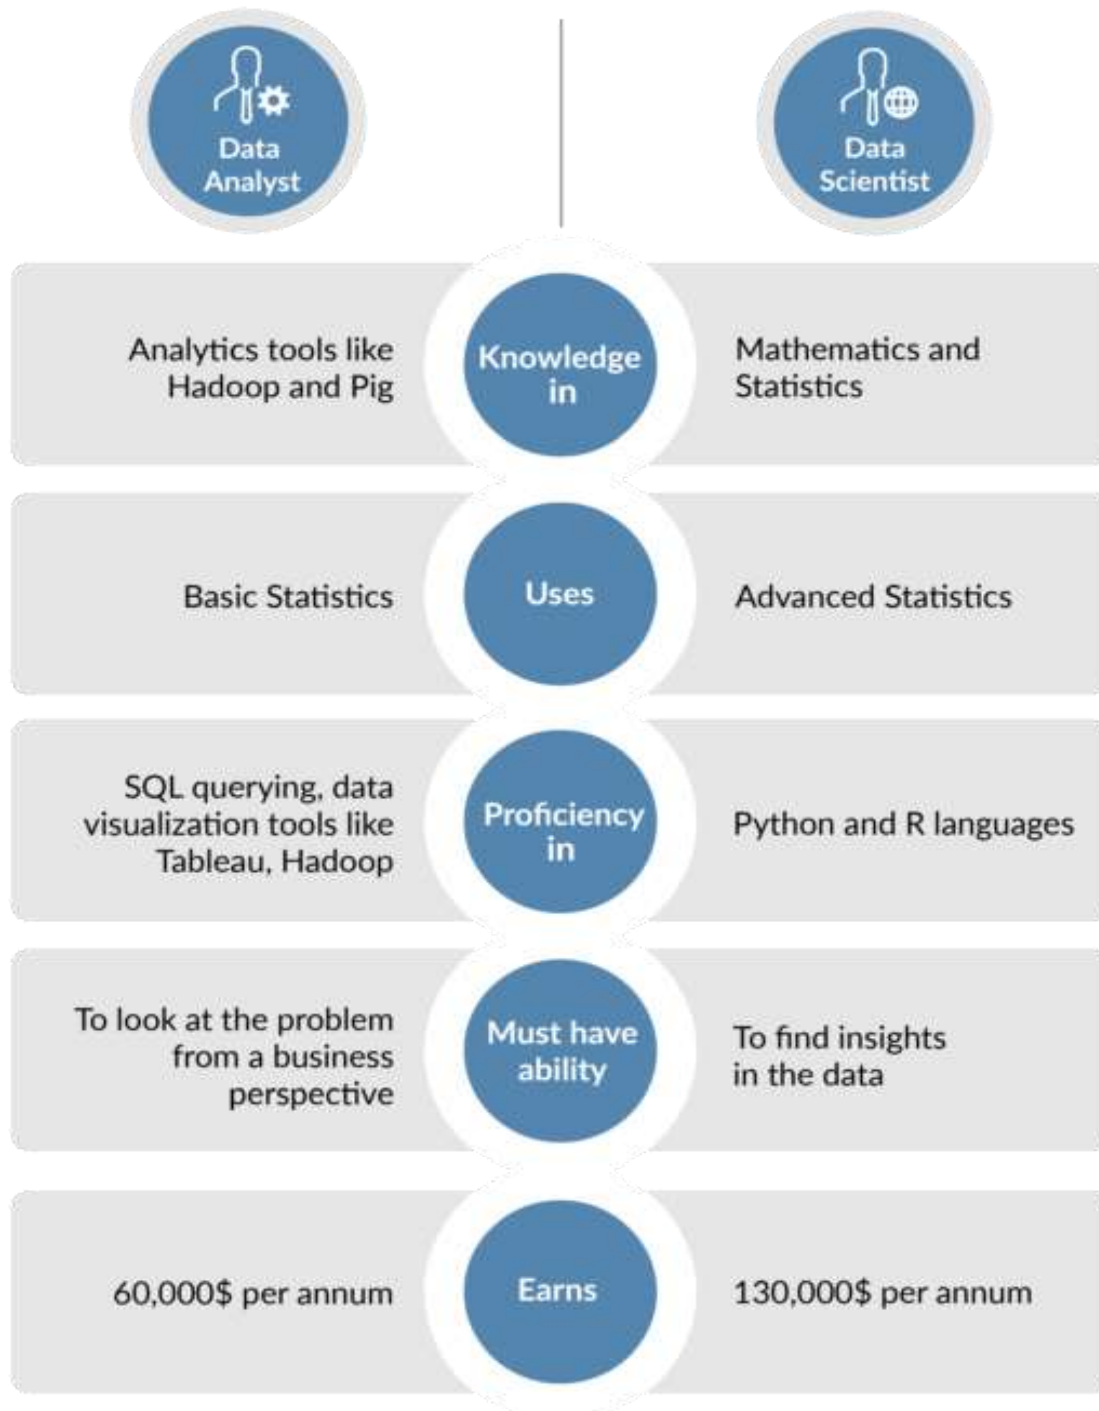 Data
Analyst
Data
Scientist
Analytics tools like
Hadoop and Pig
Knowledge
in
Mathematics and
Statistics
Basic Statistics
Uses
Advanced Statistics
SQL querying, data
visualization tools like
Tableau, Hadoop
Proficiency
in
Python and R languages
To look at the problem
from a business
perspective
Must have
ability
To find insights
in the data
60,000$ per annum
Earns
130,000$ per annum